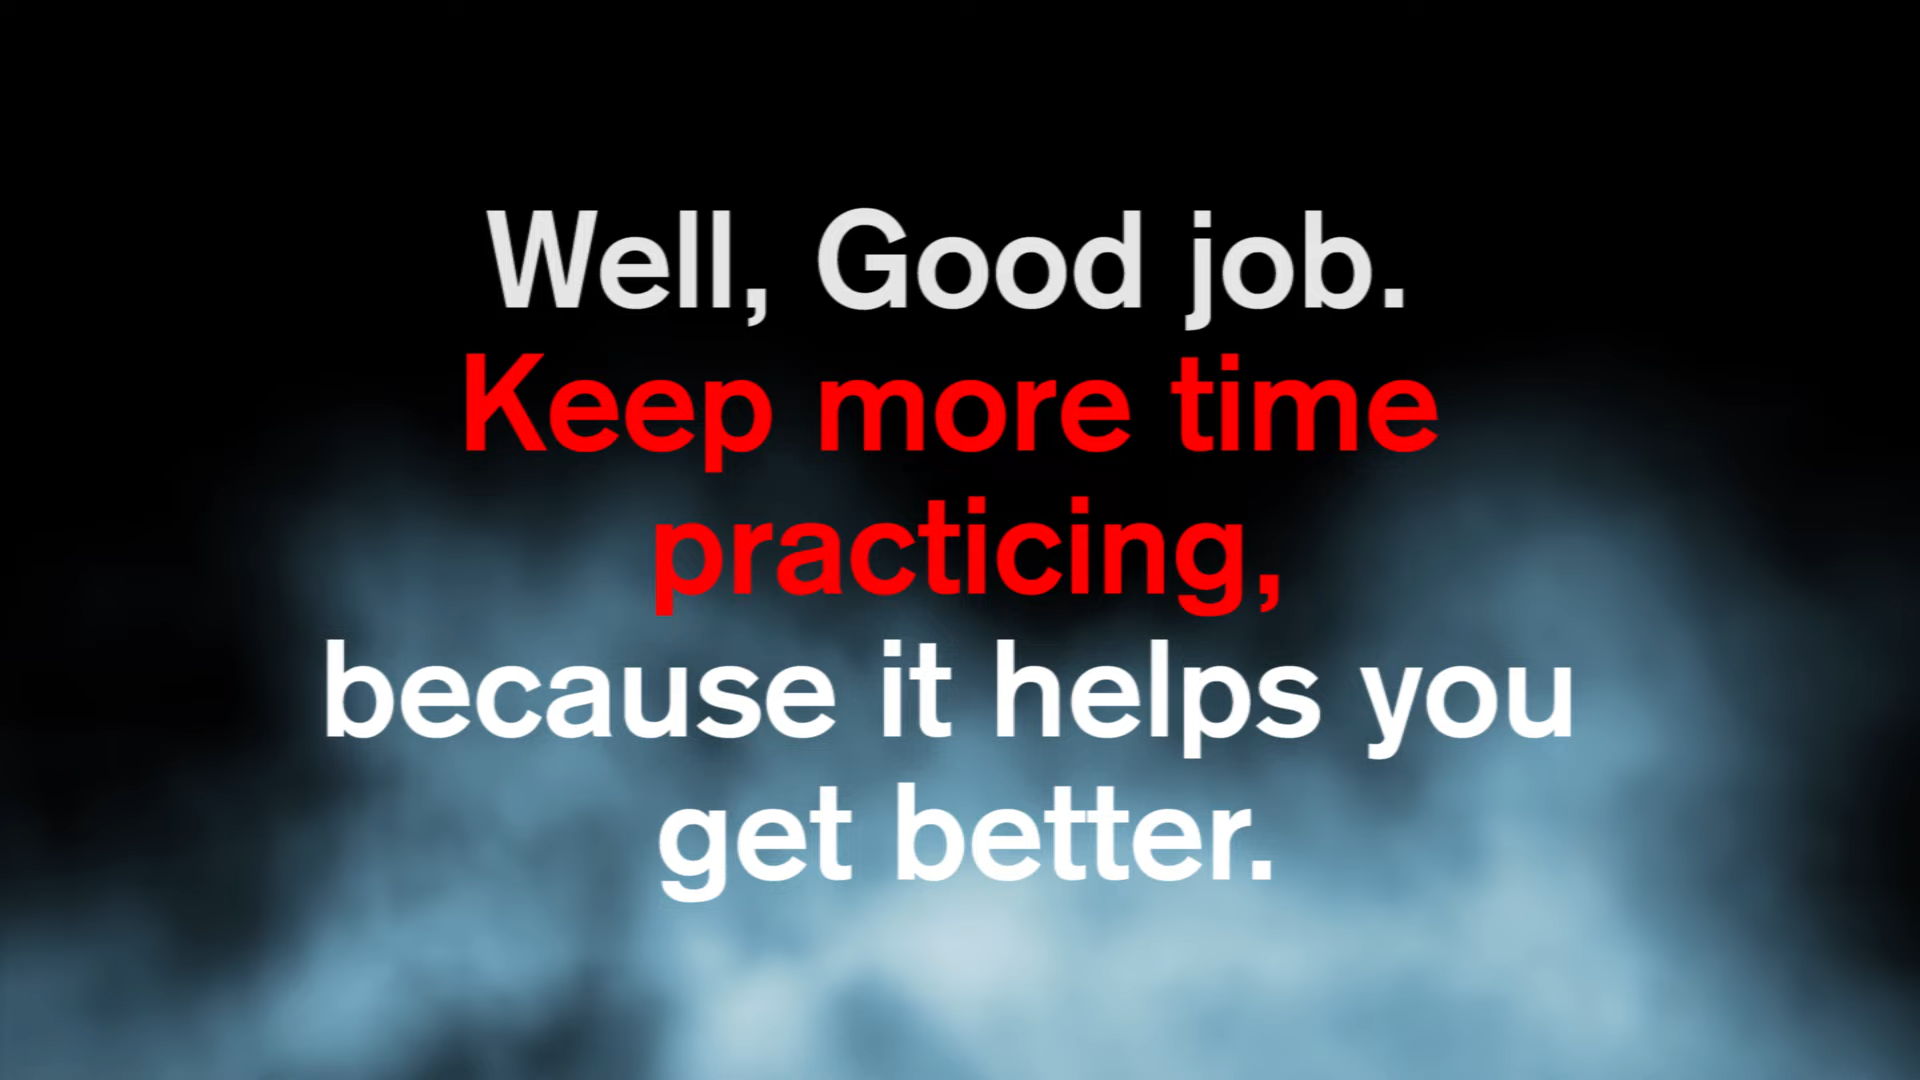 Well, Good job.
Keep more time
practicing,
because it helps you
get better.